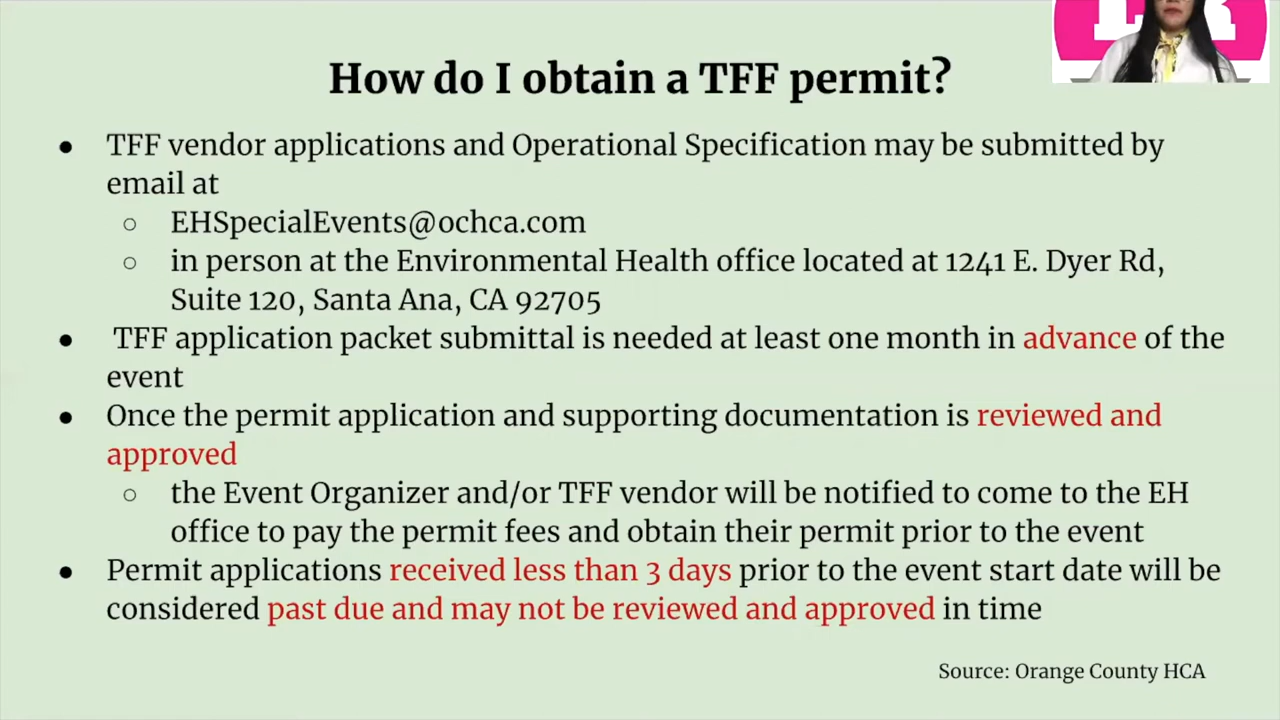 How do I obtain a TFF permit?
● TFF vendor applications and Operational Specification may be submitted by
email at
○ EHSpecialEvents@ochca.com
○ in person at the Environmental Health office located at 1241 E. Dyer Rd,
Suite 120, Santa Ana, CA 92705
● TFF application packet submittal is needed at least one month in advance of the
event
● Once the permit application and supporting documentation is reviewed and
approved
○ the Event Organizer and/or TFF vendor will be notified to come to the EH
office to pay the permit fees and obtain their permit prior to the event
● Permit applications received less than 3 days prior to the event start date will be
considered past due and may not be reviewed and approved in time
Source: Orange County HCA